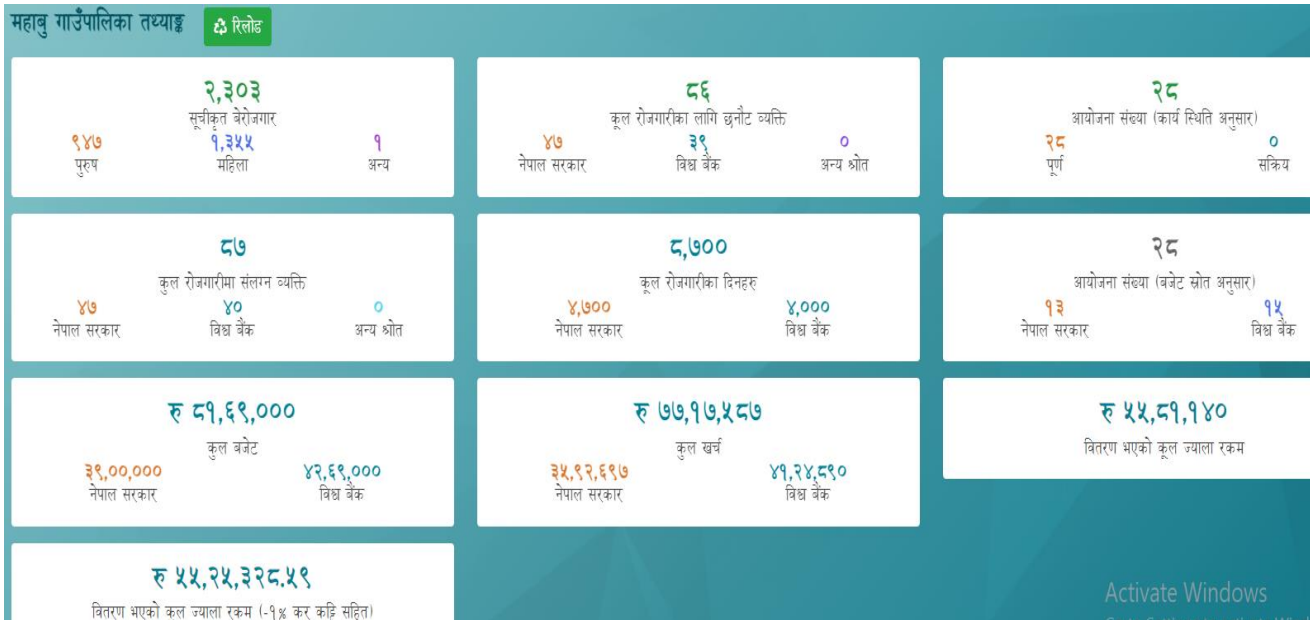 महाबु गाउँपालिका तथ्याङ्क
रिलोड
२,३०३
सूचीकृत बेरोजगार
९४७ १,३५५ १
पुरुष महिला अन्य
८६
कूल रोजगारीका लागि छनौट व्यक्ति
४७ ३९ ०
नेपाल सरकार विश्व बैंक अन्य श्रोत
२८
आयोजना संख्या (कार्य स्थिति अनुसार)
२८ ०
पूर्ण सक्रिय
८७
कुल रोजगारीमा संलग्न व्यक्ति
४७ ४० ०
नेपाल सरकार विश्व बैंक अन्य श्रोत
८,७००
कूल रोजगारीका दिनहरु
४,७०० ४,०००
नेपाल सरकार विश्व बैंक
२८
आयोजना संख्या (बजेट स्रोत अनुसार)
१३ १५
नेपाल सरकार विश्व बैंक
रु ८१,६९,०००
कुल बजेट
३९,००,००० ४२,६९,०००
नेपाल सरकार विश्व बैंक
रु ७७,१७,५८७
कुल खर्च
३५,९२,६९७ ४१,२४,८९०
नेपाल सरकार विश्व बैंक
रु ५५,८१,१४०
वितरण भएको कूल ज्याला रकम
रु ५५,२५,३२८.५९
वितरण भएको कुल ज्याला रकम (-१% कर कट्टि सहित)
Activate Windows